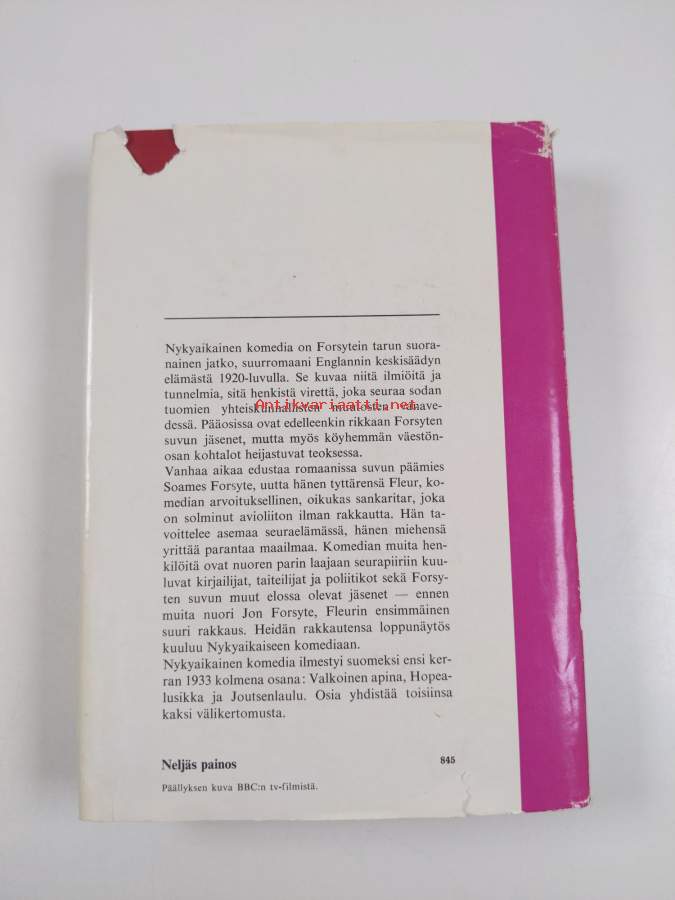 Nykyaikainen komedia on Forsytein tarun suora-
nainen jatko, suurromaani Englannin keskisäädyn
elämästä 1920-luvulla. Se kuvaa niitä ilmiöitä ja
tunnelmia, sitä henkistä virettä, joka seuraa sodan
Antikvariaatti.net
tuomien yhteiskunnallisten muutosten vanave-
dessä. Pääosissa ovat edelleenkin rikkaan Forsyten
suvun jäsenet, mutta myös köyhemmän väestön-
osan kohtalot heijastuvat teoksessa.
Vanhaa aikaa edustaa romaanissa suvun päämies
Soames Forsyte, uutta hänen tyttärensä Fleur, ko-
median arvoituksellinen, oikukas sankaritar, joka
on solminut avioliiton ilman rakkautta. Hän ta-
voittelee asemaa seuraelämässä, hänen miehensä
yrittää parantaa maailmaa. Komedian muita hen-
kilöitä ovat nuoren parin laajaan seurapiiriin kuu-
luvat kirjailijat, taiteilijat ja poliitikot sekä Forsy-
ten suvun muut elossa olevat jäsenet — ennen
muita nuori Jon Forsyte, Fleurin ensimmäinen
suuri rakkaus. Heidän rakkautensa loppunäytös
kuuluu Nykyaikaiseen komediaan.
Nykyaikainen komedia ilmestyi suomeksi ensi ker-
ran 1933 kolmena osana: Valkoinen apina, Hopea-
lusikka ja Joutsenlaulu. Osia yhdistää toisiinsa
kaksi välikertomusta.
Neljäs painos 845
Päällyksen kuva BBC:n tv-filmistä.